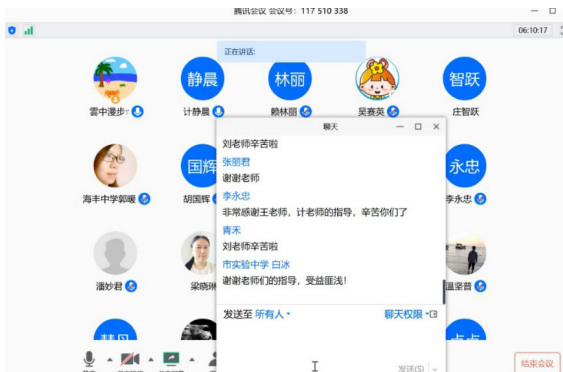 腾讯会议 会议号：117 510 338
06:10:17
正在讲话:
静晨
林丽
智跃
雲中漫步
计静晨
赖林丽
吴赛英
庄智跃
聊天
刘老师辛苦啦
张丽君
谢谢老师
国辉
永忠
李永忠
海丰中学郭暖
胡国辉
李永忠
非常感谢王老师，计老师的指导，辛苦你们了
青禾
刘老师辛苦啦
市实验中学 白冰
谢谢老师们的指导，受益匪浅！
潘妙君
梁晓琳
温坚普
发送至 所有人
聊天权限
发送(S)
结束会议